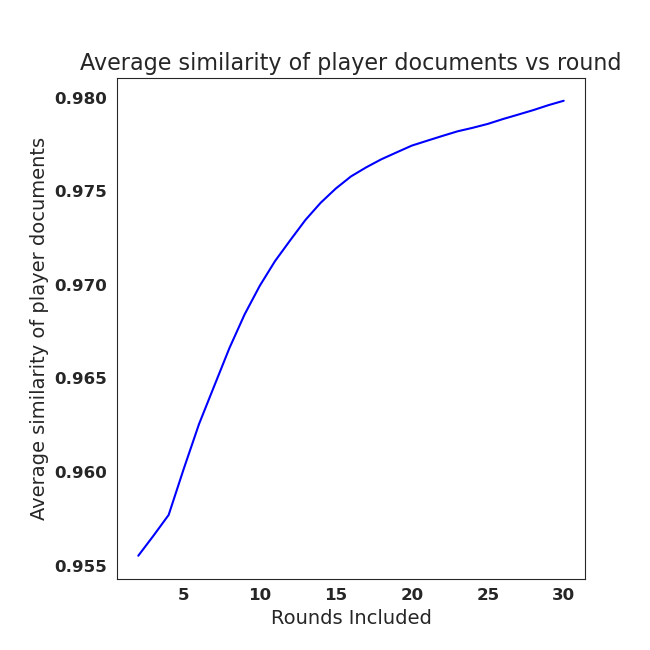 Average similarity of player documents vs round
Average similarity of player documents
0.980
0.975
0.970
0.965
0.960
0.955
5 10 15 20 25 30
Rounds Included